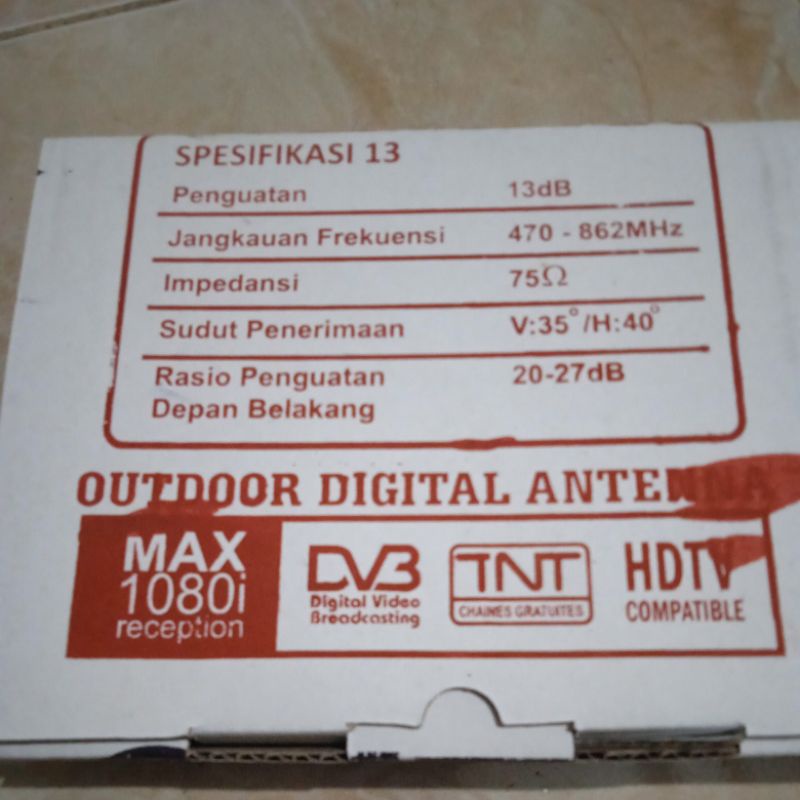 SPESIFIKASI 13
Penguatan 13dB
Jangkauan Frekuensi 470 - 862MHz
Impedansi 75Ω
Sudut Penerimaan V:35°/H:40°
Rasio Penguatan 20-27dB
Depan Belakang
OUTDOOR DIGITAL ANTENNA
MAX
1080i
reception
DVB
Digital Video
Broadcasting
TNT
CHAINES GRATUITES
HDTV
COMPATIBLE